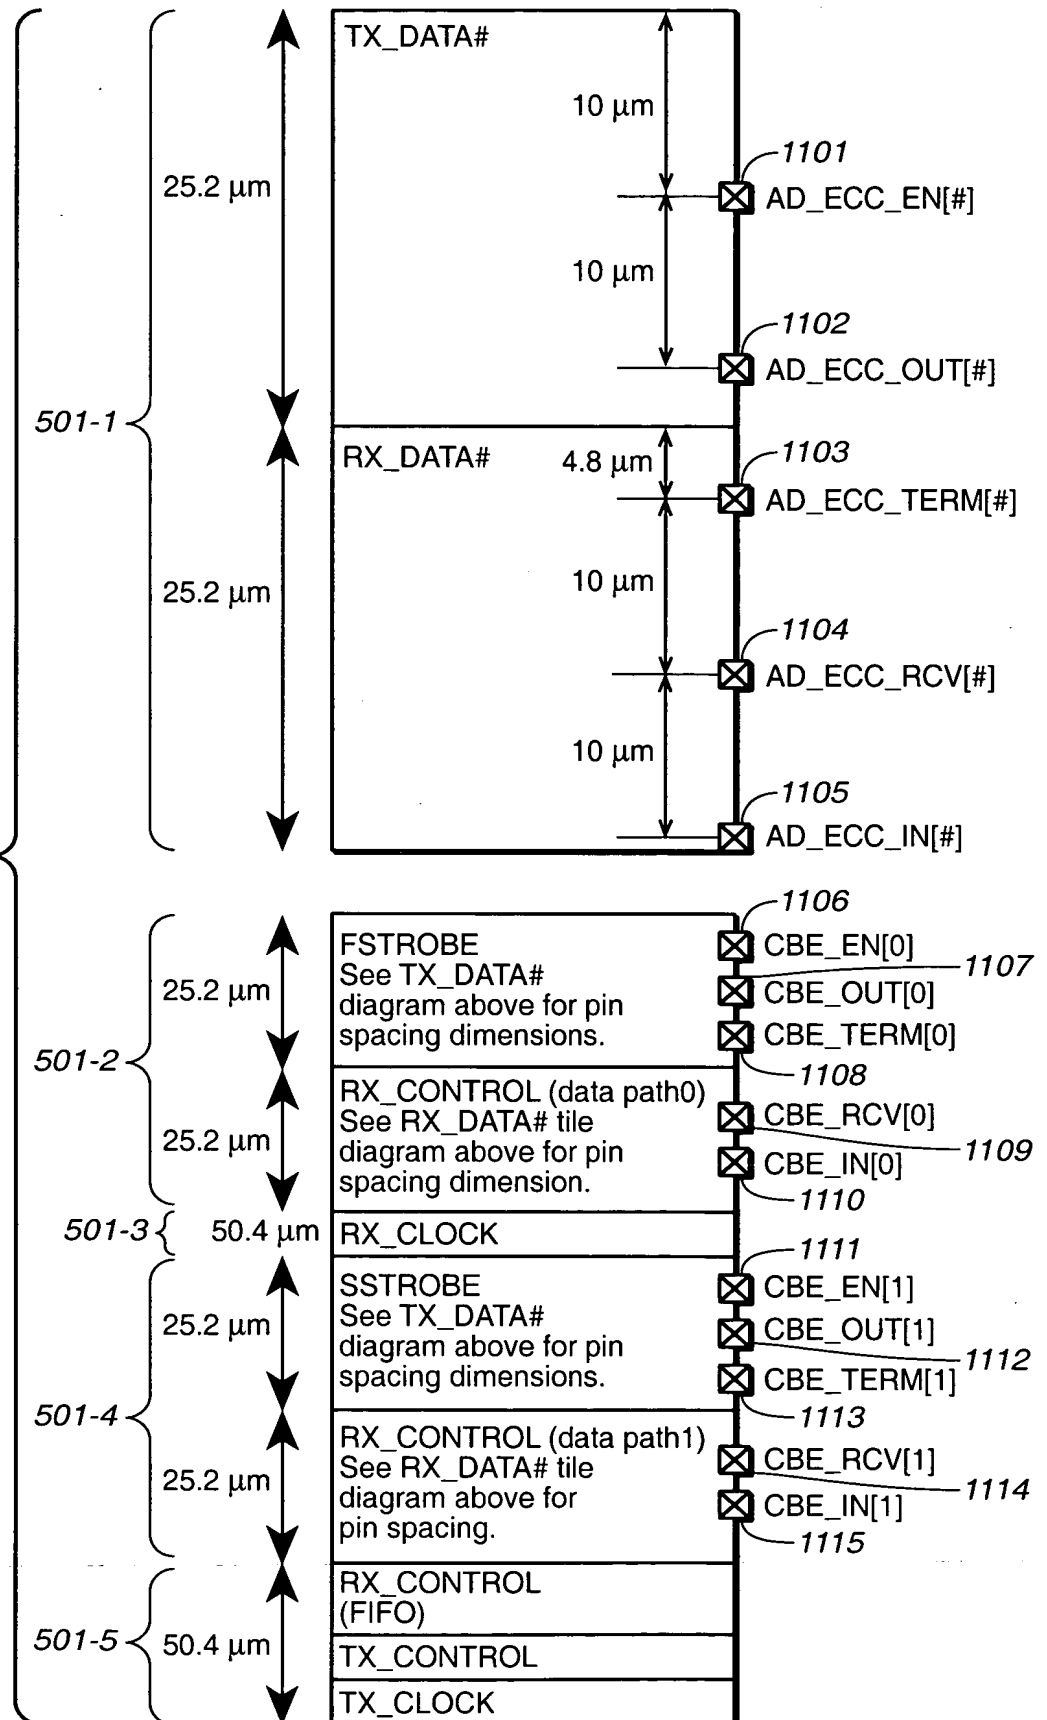 TX_DATA#
10 μm
1101
25.2 μm
AD_ECC_EN[#]
10 μm
1102
AD_ECC_OUT[#]
501-1
RX_DATA#
4.8 μm
1103
AD_ECC_TERM[#]
25.2 μm
10 μm
1104
AD_ECC_RCV[#]
10 μm
1105
AD_ECC_IN[#]
1106
FSTROBE
CBE_EN[0]
See TX_DATA#
1107
25.2 μm
diagram above for pin
CBE_OUT[0]
spacing dimensions.
CBE_TERM[0]
501-2
1108
RX_CONTROL (data path0)
See RX_DATA# tile
CBE_RCV[0]
25.2 μm
diagram above for pin
1109
spacing dimension.
CBE_IN[0]
1110
501-3
50.4 μm
RX_CLOCK
1111
SSTROBE
CBE_EN[1]
See TX_DATA#
25.2 μm
diagram above for pin
CBE_OUT[1]
1112
spacing dimensions.
CBE_TERM[1]
501-4
1113
RX_CONTROL (data path1)
See RX_DATA# tile
CBE_RCV[1]
25.2 μm
diagram above for
1114
pin spacing.
CBE_IN[1]
1115
RX_CONTROL
(FIFO)
501-5
50.4 μm
TX_CONTROL
TX_CLOCK